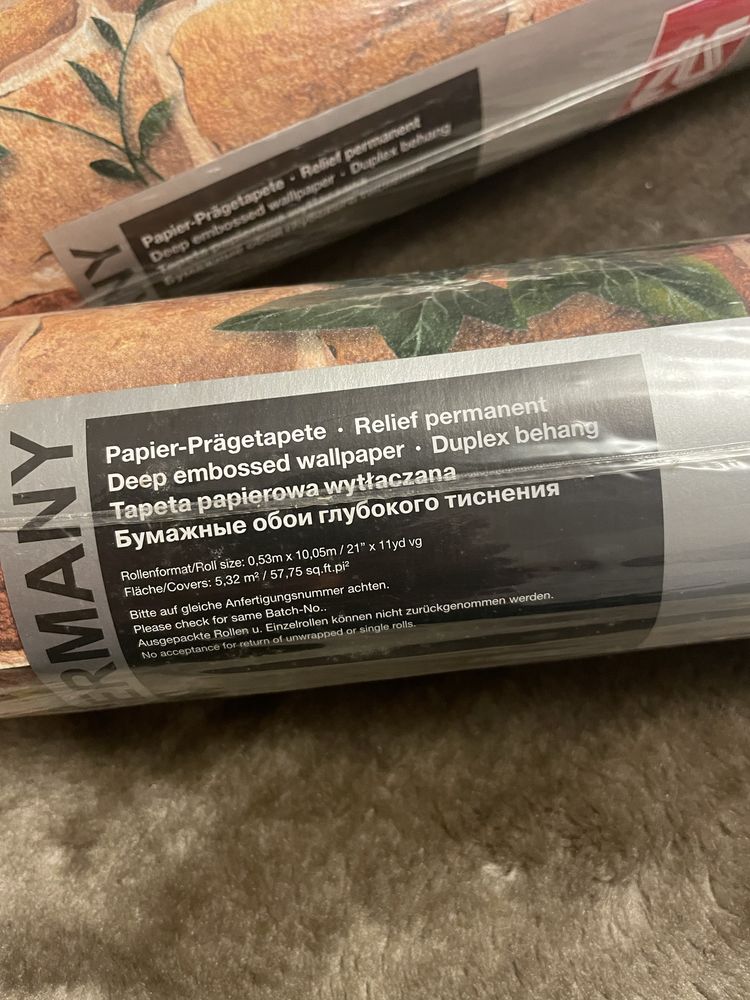 Papier-Prägetapete · Relief permanent
Deep embossed wallpaper · Duplex behang
Papier-Prägetapete · Relief permanent
Deep embossed wallpaper · Duplex behang
Tapeta papierowa wytłaczana
Бумажные обои глубокого тиснения
Rollenformat/Roll size: 0,53m x 10,05m / 21" x 11yd vg
Fläche/Covers: 5,32 m² / 57,75 sq.ft.pi²
Bitte auf gleiche Anfertigungsnummer achten.
Please check for same Batch-No..
Ausgepackte Rollen u. Einzelrollen können nicht zurückgenommen werden.
No acceptance for return of unwrapped or single rolls.
ERMANY